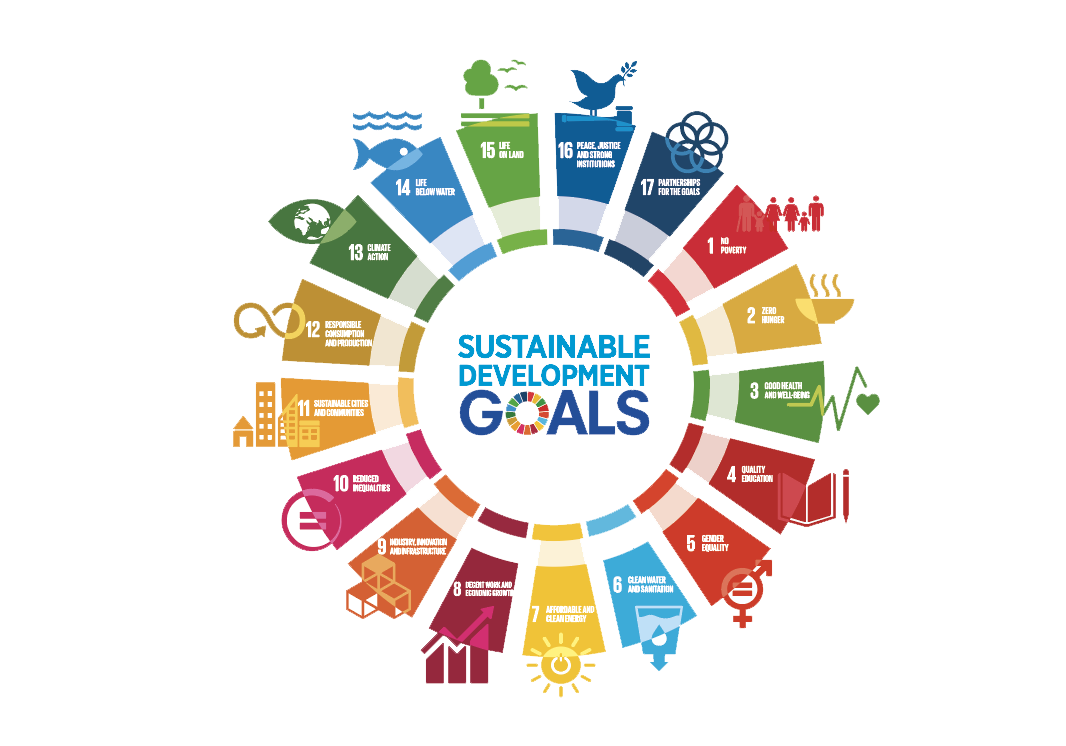 SUSTAINABLE
DEVELOPMENT
GOALS
1 NO
POVERTY
2 ZERO
HUNGER
3 GOOD HEALTH
AND WELL-BEING
4 QUALITY
EDUCATION
5 GENDER
EQUALITY
6 CLEAN WATER
AND SANITATION
7 AFFORDABLE AND
CLEAN ENERGY
8 DECENT WORK AND
ECONOMIC GROWTH
9 INDUSTRY, INNOVATION
AND INFRASTRUCTURE
10 REDUCED
INEQUALITIES
11 SUSTAINABLE CITIES
AND COMMUNITIES
12 RESPONSIBLE
CONSUMPTION
AND PRODUCTION
13 CLIMATE
ACTION
14 LIFE
BELOW WATER
15 LIFE
ON LAND
16 PEACE, JUSTICE
AND STRONG
INSTITUTIONS
17 PARTNERSHIPS
FOR THE GOALS